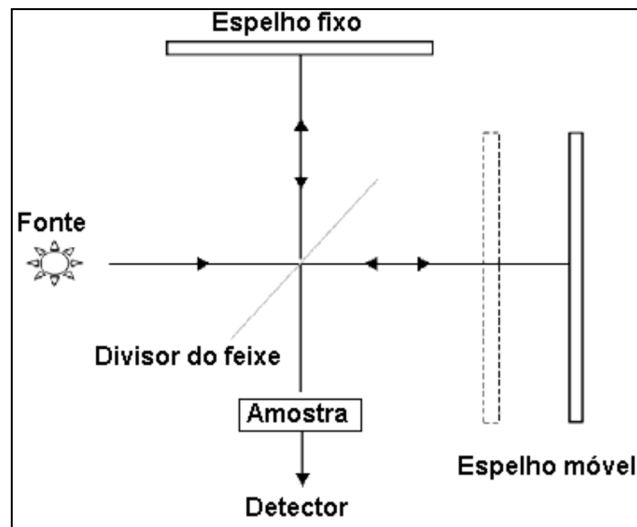 Espelho fixo
Fonte
Divisor do feixe
Amostra
Espelho móvel
Detector